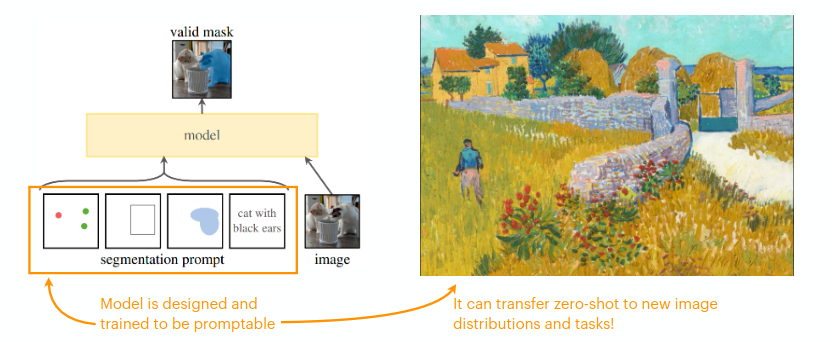 valid mask
model
cat with
black ears
segmentation prompt
image
Model is designed and
trained to be promptable
It can transfer zero-shot to new image
distributions and tasks!